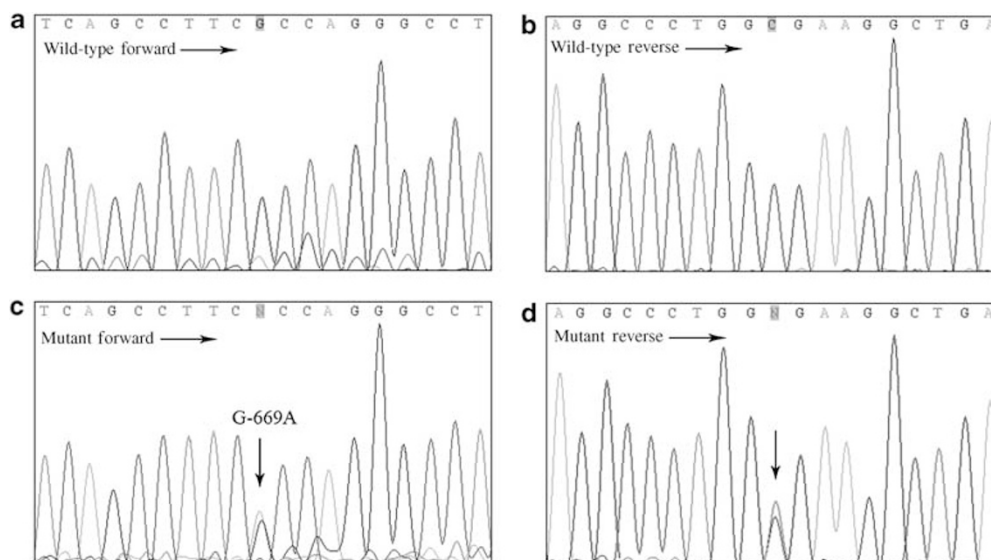 a
T C A G C C T T C G C C A G G G C C T
Wild-type forward
b
A G G C C C T G G C G A A G G C T G A
Wild-type reverse
c
T C A G C C T T C N C C A G G G C C T
Mutant forward
G-669A
d
A G G C C C T G G N G A A G G C T G A
Mutant reverse